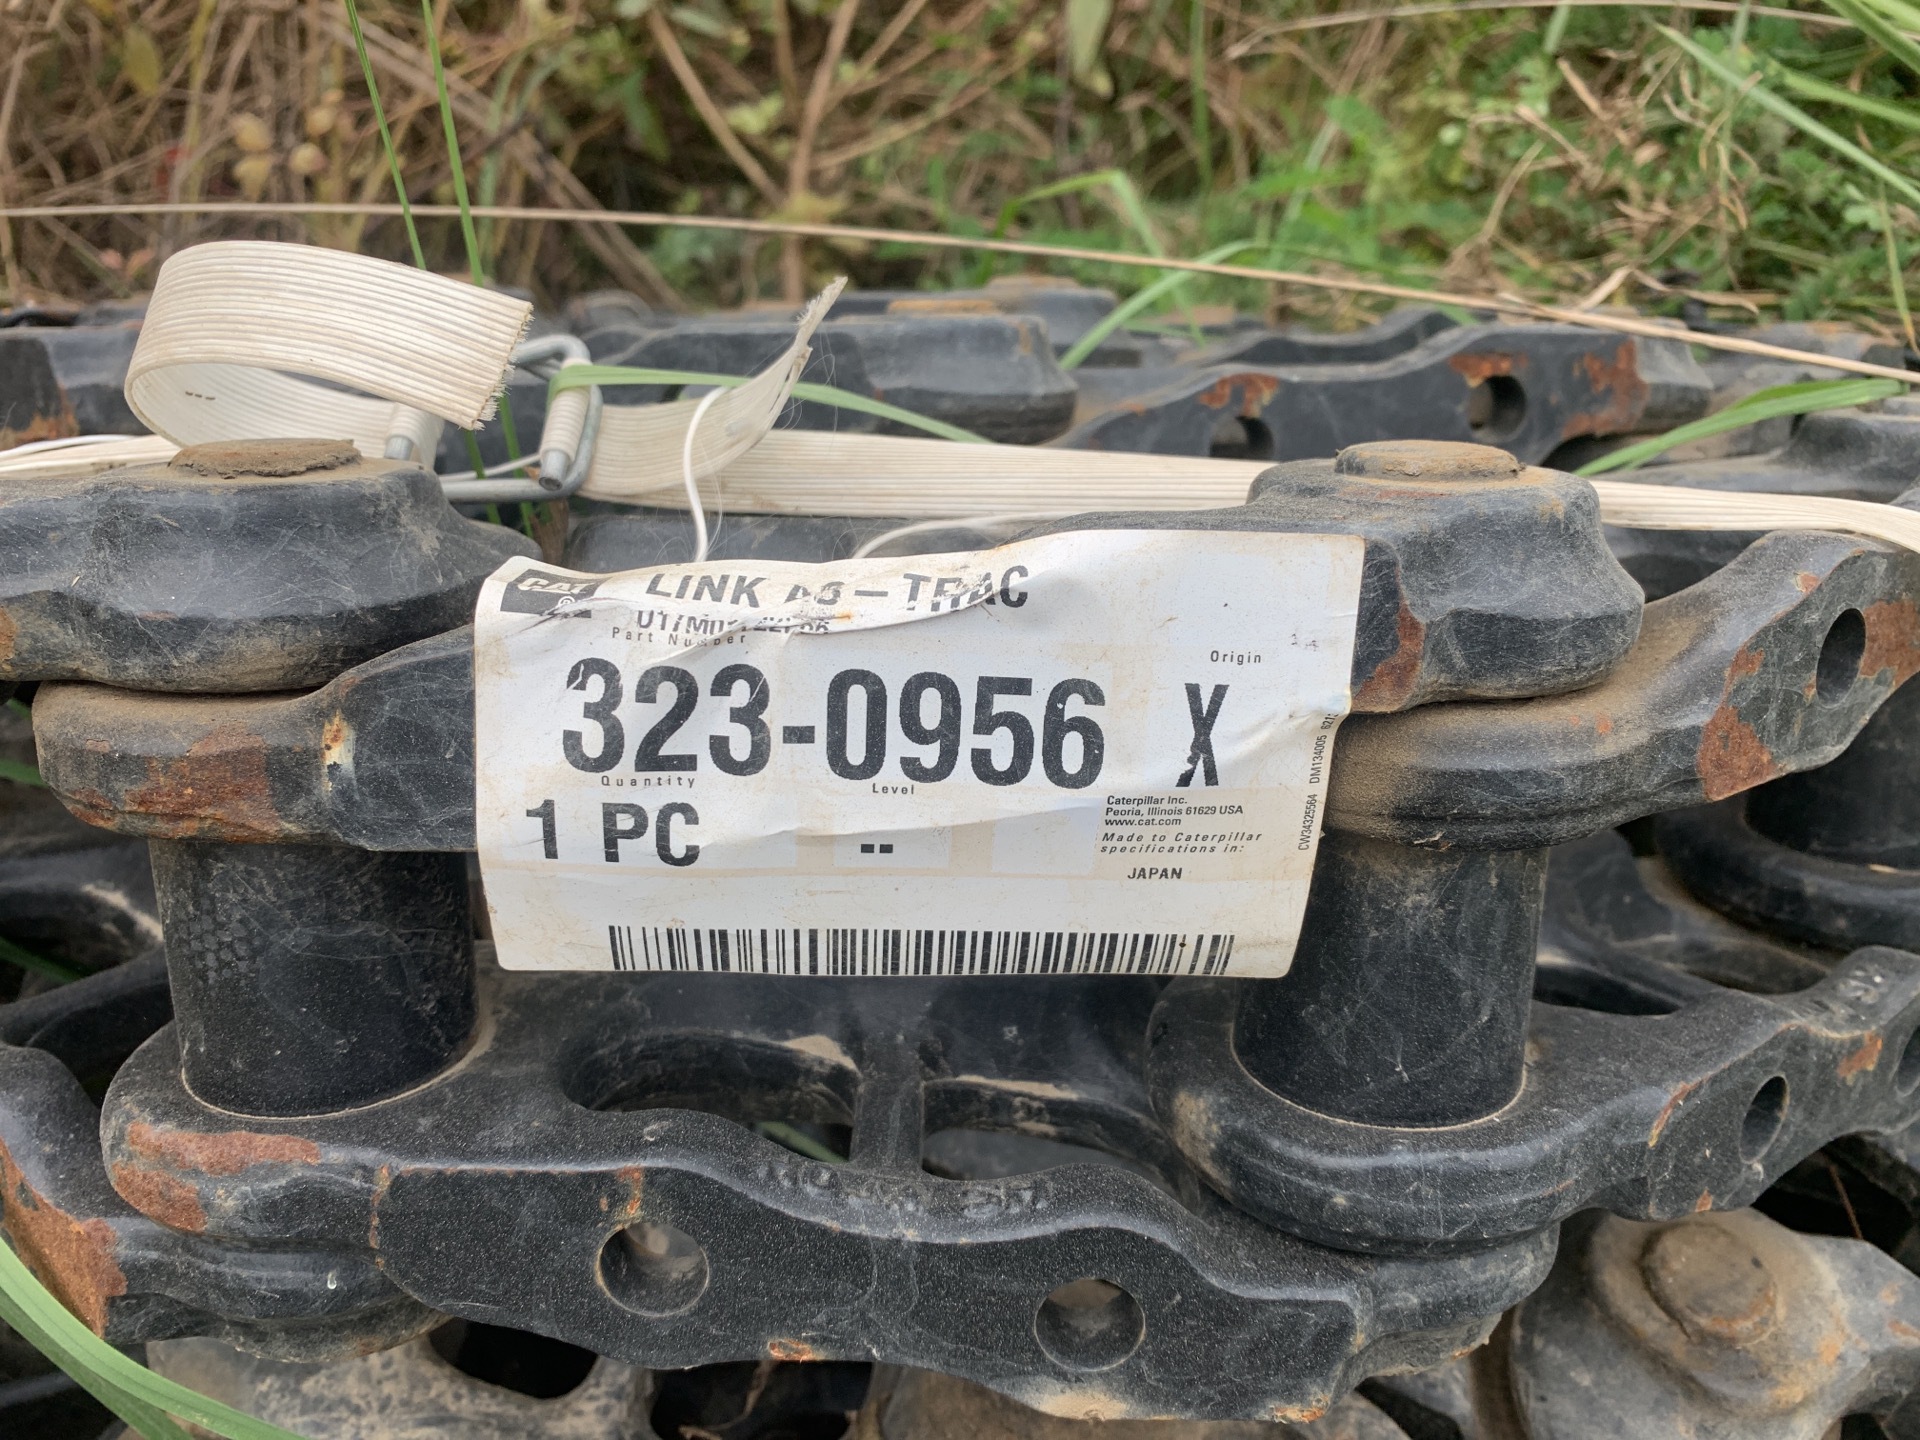 CAT
®
LINK AS-TRAC
Part Number
Origin
323-0956 X
Quantity
Level
1 PC
--
Caterpillar Inc.
Peoria, Illinois 61629 USA
www.cat.com
Made to Caterpillar
specifications in:
JAPAN
CW34325564 DM134005